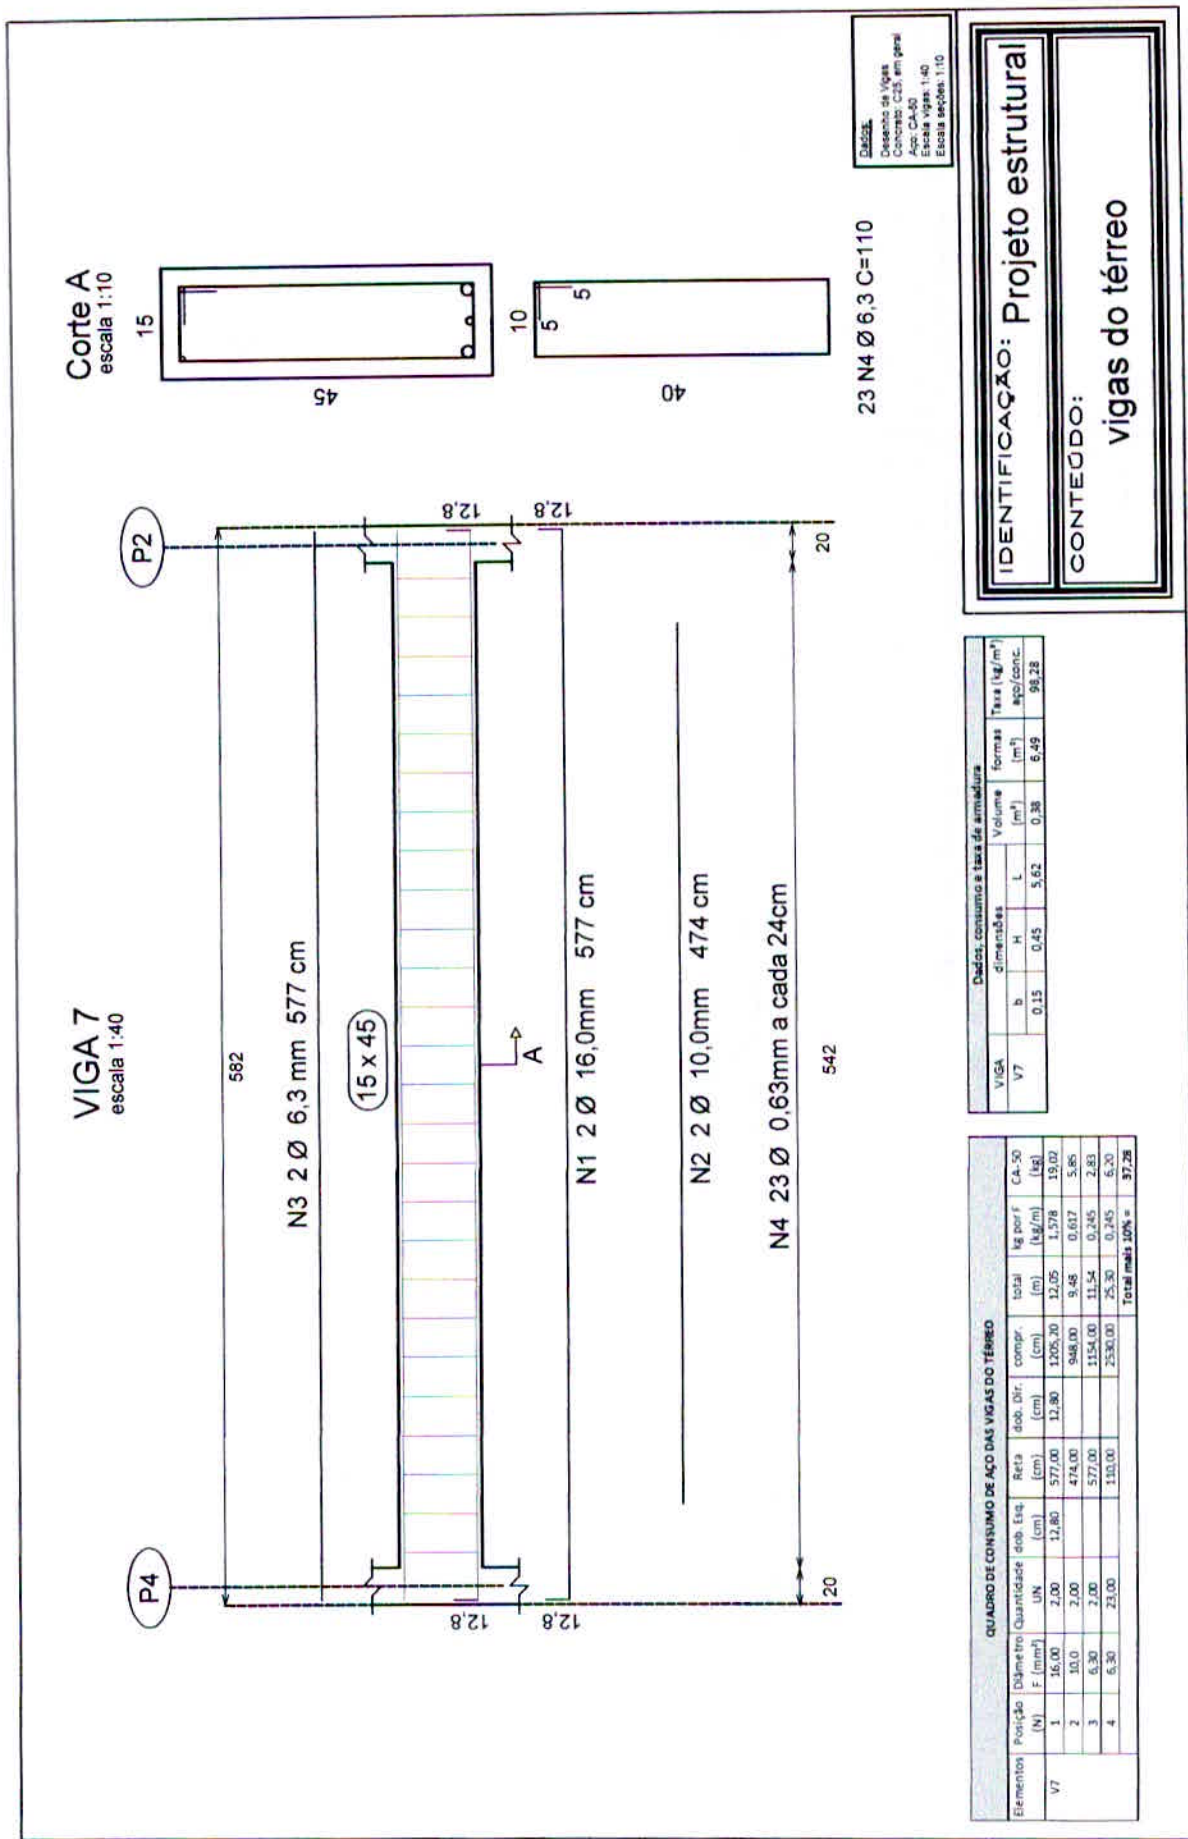 VIGA 7
escala 1:40
P4
P2
582
N3 2 Ø 6,3 mm 577 cm
15 x 45
A
12,8
12,8
12,8
12,8
N1 2 Ø 16,0mm 577 cm
N2 2 Ø 10,0mm 474 cm
N4 23 Ø 0,63mm a cada 24cm
20
542
20
Corte A
escala 1:10
15
45
10
5
5
40
23 N4 Ø 6,3 C=110
Dados:
Desenho de Vigas
Concreto: C25, em geral
Aço: CA-50
Escala vigas: 1:40
Escala seções: 1:10
QUADRO DE CONSUMO DE AÇO DAS VIGAS DO TÉRREO
Elementos Posição Diâmetro Quantidade dob. Esq. Reta dob. Dir. compr. total kg por F CA-50
(N) F (mm²) UN (cm) (cm) (cm) (cm) (m) (kg/m) (kg)
V7 1 16,00 2,00 12,80 577,00 12,80 1205,20 12,05 1,578 19,02
2 10,0 2,00 474,00 948,00 9,48 0,617 5,85
3 6,30 2,00 577,00 1154,00 11,54 0,245 2,83
4 6,30 23,00 110,00 2530,00 25,30 0,245 6,20
Total mais 10% = 37,28
Dados, consumo e taxa de armadura
VIGA dimensões Volume formas Taxa (kg/m³)
b H L (m³) (m²) aço/conc.
V7 0,15 0,45 5,62 0,38 6,49 98,28
IDENTIFICAÇÃO: Projeto estrutural
CONTEÚDO:
vigas do térreo